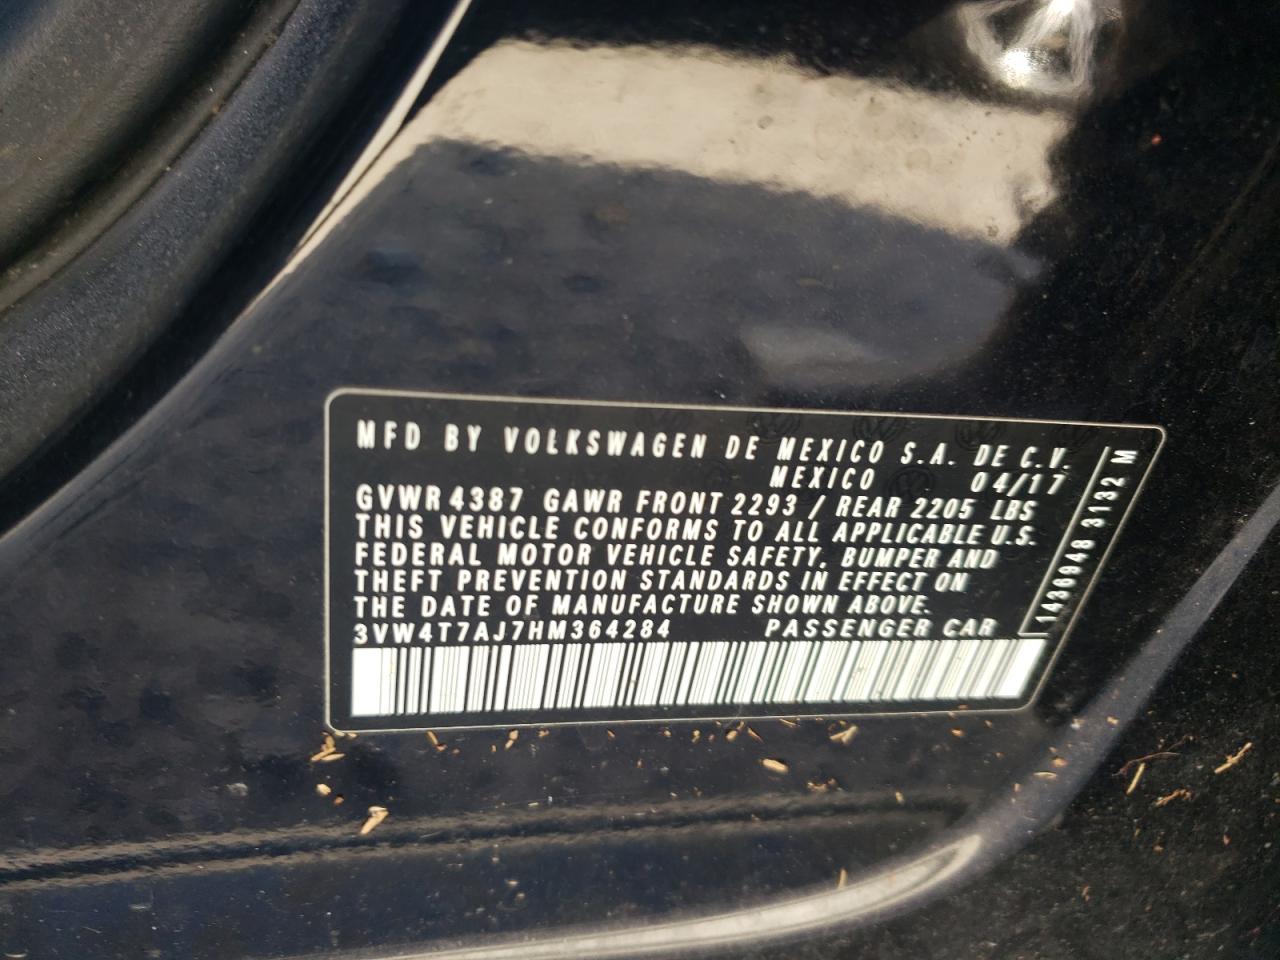 MFD BY VOLKSWAGEN DE MEXICO S.A. DE C.V.
MEXICO 04/17
GVWR 4387 GAWR FRONT 2293 / REAR 2205 LBS
THIS VEHICLE CONFORMS TO ALL APPLICABLE U.S.
FEDERAL MOTOR VEHICLE SAFETY, BUMPER AND
THEFT PREVENTION STANDARDS IN EFFECT ON
THE DATE OF MANUFACTURE SHOWN ABOVE.
3VW4T7AJ7HM364284 PASSENGER CAR
1436948 3132 M